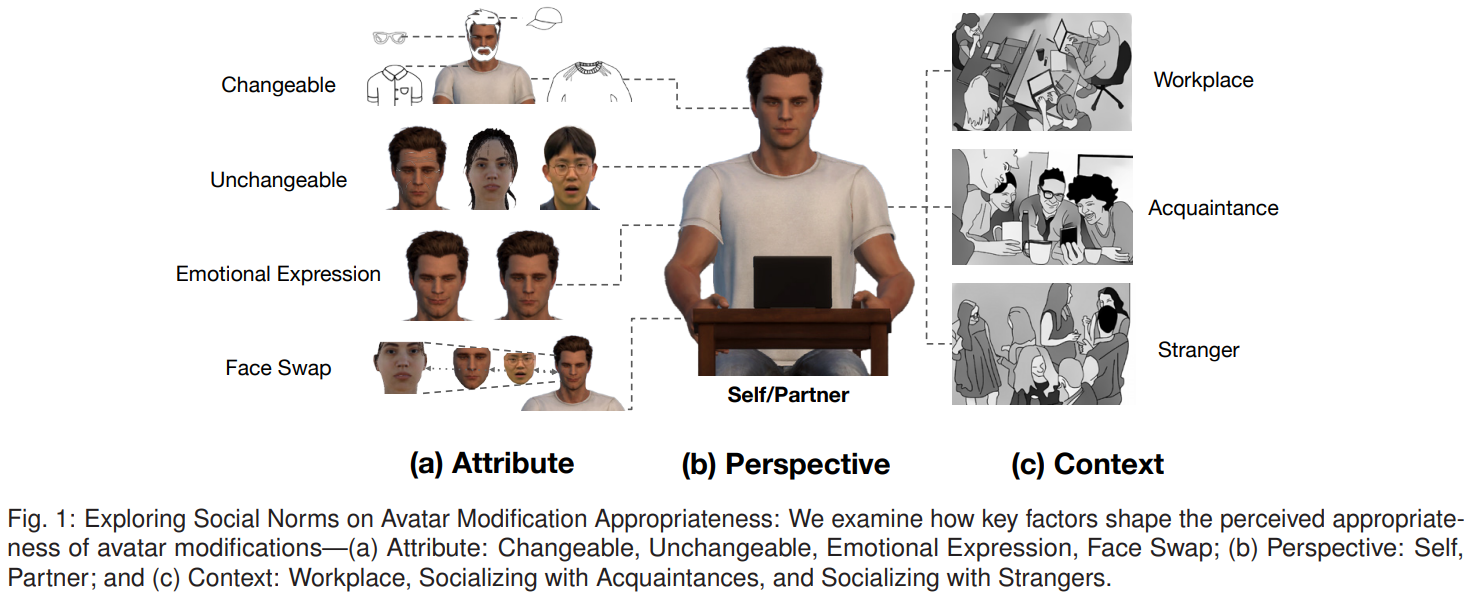 Changeable
Unchangeable
Emotional Expression
Face Swap
Self/Partner
Workplace
Acquaintance
Stranger
(a) Attribute
(b) Perspective
(c) Context
Fig. 1: Exploring Social Norms on Avatar Modification Appropriateness: We examine how key factors shape the perceived appropriate-
ness of avatar modifications—(a) Attribute: Changeable, Unchangeable, Emotional Expression, Face Swap; (b) Perspective: Self,
Partner; and (c) Context: Workplace, Socializing with Acquaintances, and Socializing with Strangers.